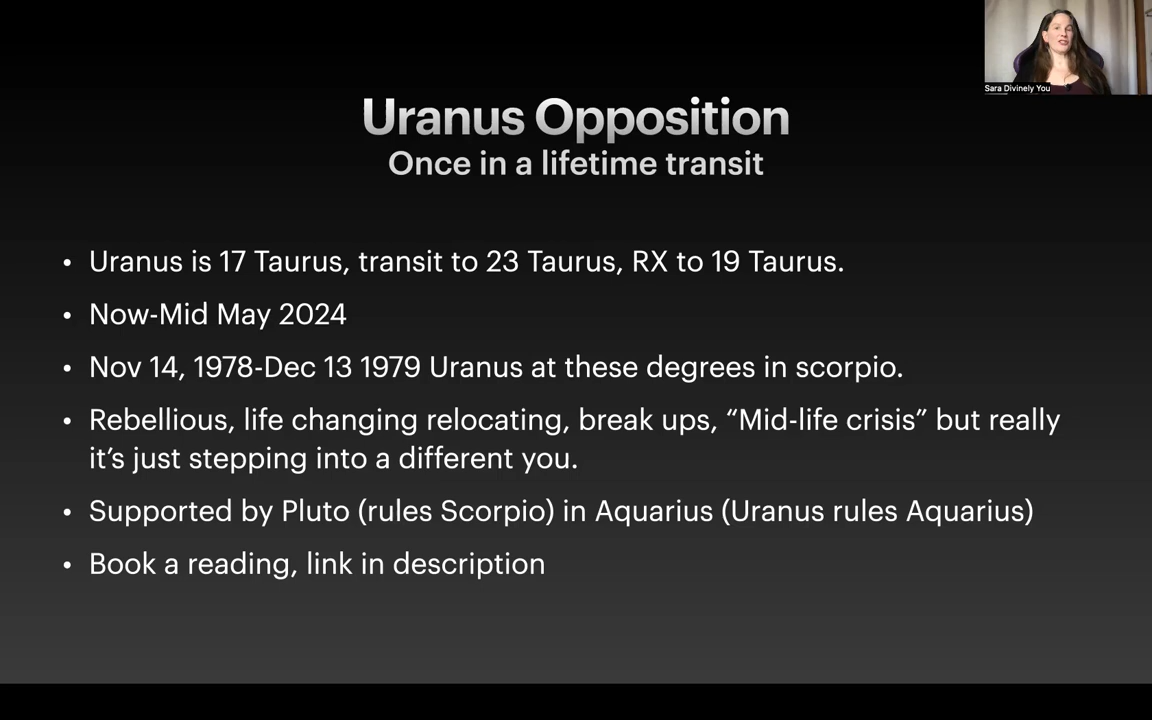 Sara Divinely You
Uranus Opposition
Once in a lifetime transit
• Uranus is 17 Taurus, transit to 23 Taurus, RX to 19 Taurus.
• Now-Mid May 2024
• Nov 14, 1978-Dec 13 1979 Uranus at these degrees in scorpio.
• Rebellious, life changing relocating, break ups, “Mid-life crisis” but really
it’s just stepping into a different you.
• Supported by Pluto (rules Scorpio) in Aquarius (Uranus rules Aquarius)
• Book a reading, link in description